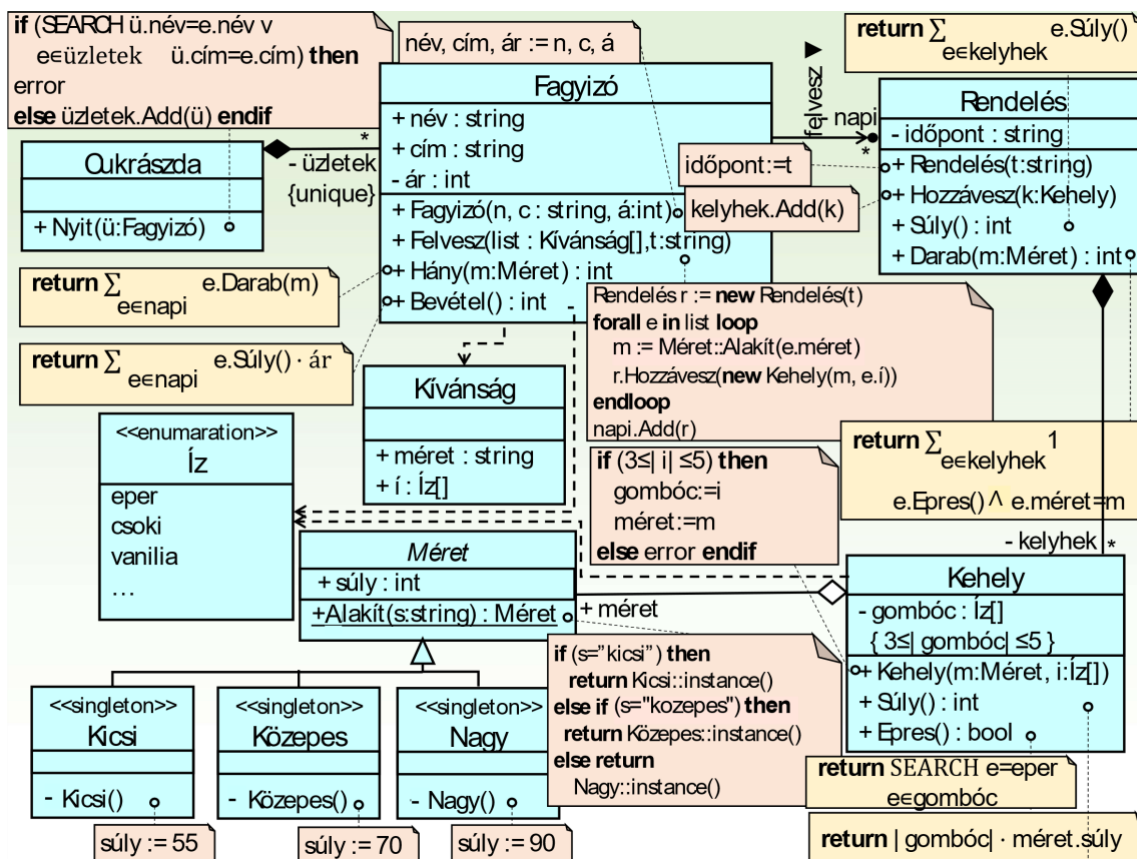 if (SEARCH ü.név=e.név v
e∈üzletek ü.cím=e.cím) then
error
else üzletek.Add(ü) endif
név, cím, ár := n, c, á
return ∑ e.Súly()
e∈kelyhek
Cukrászda
+ Nyit(ü:Fagyizó)
*
- üzletek
{unique}
Fagyizó
+ név : string
+ cím : string
- ár : int
+ Fagyizó(n, c : string, á:int)
+ Felvesz(list : Kívánság[],t:string)
+ Hány(m:Méret) : int
+ Bevétel() : int
felvesz ▶
- napi
*
Rendelés
- időpont : string
+ Rendelés(t:string)
+ Hozzávesz(k:Kehely)
+ Súly() : int
+ Darab(m:Méret) : int
időpont:=t
kelyhek.Add(k)
return ∑ e.Darab(m)
e∈napi
return ∑ e.Súly() · ár
e∈napi
Rendelés r := new Rendelés(t)
forall e in list loop
m := Méret::Alakít(e.méret)
r.Hozzávesz(new Kehely(m, e.í))
endloop
napi.Add(r)
Kívánság
+ méret : string
+ í : Íz[]
<<enumaration>>
Íz
eper
csoki
vanilia
…
if (3≤| i| ≤5) then
gombóc:=i
méret:=m
else error endif
return ∑ 1
e∈kelyhek
e.Epres() ∧ e.méret=m
- kelyhek *
Méret
+ súly : int
+Alakít(s:string) : Méret
+ méret
Kehely
- gombóc : Íz[]
{ 3≤| gombóc| ≤5 }
+ Kehely(m:Méret, i:Íz[])
+ Súly() : int
+ Epres() : bool
if (s="kicsi") then
return Kicsi::instance()
else if (s="kozepes") then
return Közepes::instance()
else return
Nagy::instance()
<<singleton>>
Kicsi
- Kicsi()
<<singleton>>
Közepes
- Közepes()
<<singleton>>
Nagy
- Nagy()
súly := 55
súly := 70
súly := 90
return SEARCH e=eper
e∈gombóc
return | gombóc| · méret.súly